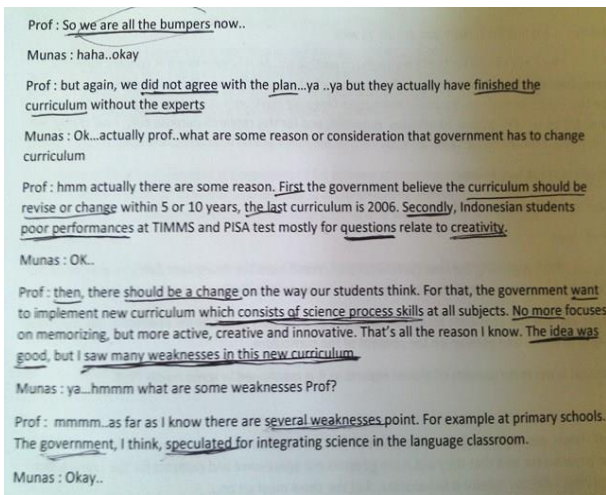 Prof : So we are all the bumpers now..
Munas : haha..okay
Prof : but again, we did not agree with the plan...ya ..ya but they actually have finished the
curriculum without the experts
Munas : Ok...actually prof..what are some reason or consideration that government has to change
curriculum
Prof : hmm actually there are some reason. First the government believe the curriculum should be
revise or change within 5 or 10 years, the last curriculum is 2006. Secondly, Indonesian students
poor performances at TIMMS and PISA test mostly for questions relate to creativity.
Munas : OK..
Prof : then, there should be a change on the way our students think. For that, the government want
to implement new curriculum which consists of science process skills at all subjects. No more focuses
on memorizing, but more active, creative and innovative. That's all the reason I know. The idea was
good, but I saw many weaknesses in this new curriculum
Munas : ya...hmmm what are some weaknesses Prof?
Prof : mmmm..as far as I know there are several weaknesses point. For example at primary schools.
The government, I think, speculated for integrating science in the language classroom.
Munas : Okay..